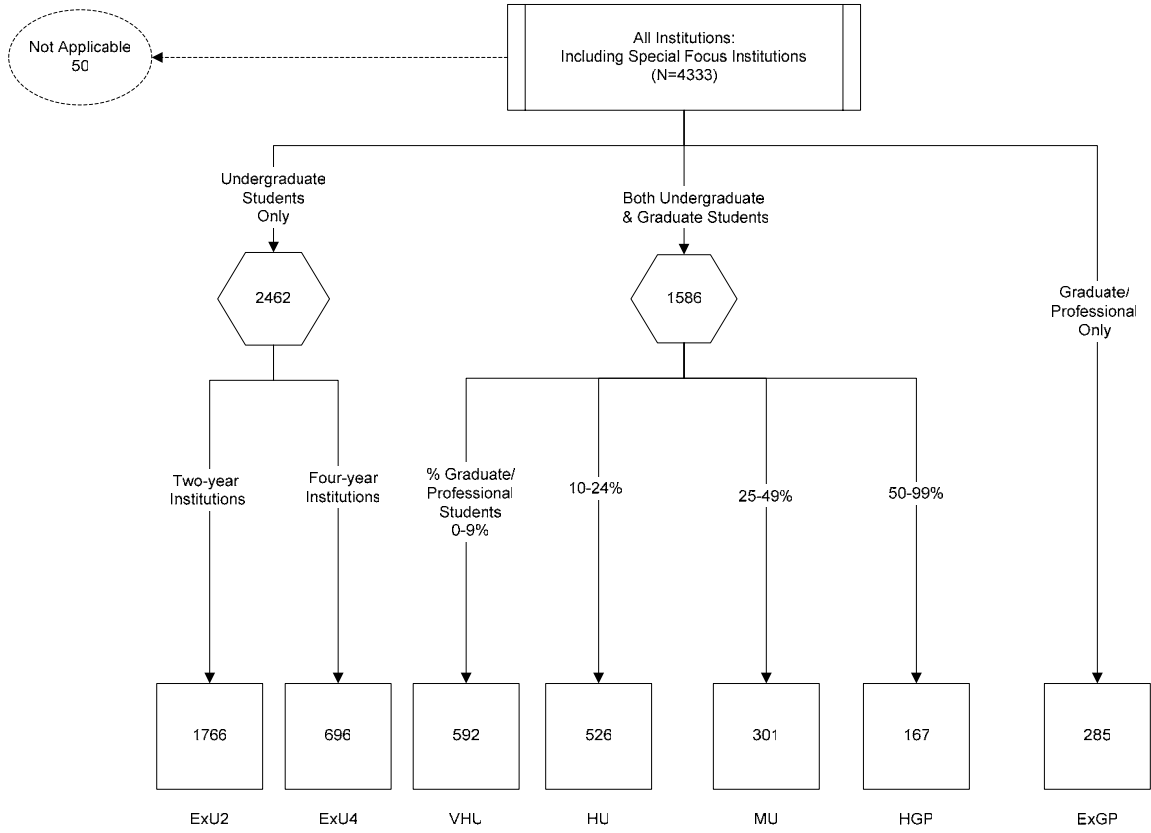 Not Applicable
50
All Institutions:
Including Special Focus Institutions
(N=4333)
Undergraduate
Students
Only
Both Undergraduate
& Graduate Students
Graduate/
Professional
Only
2462
1586
Two-year
Institutions
Four-year
Institutions
% Graduate/
Professional
Students
0-9%
10-24%
25-49%
50-99%
1766
696
592
526
301
167
285
ExU2
ExU4
VHU
HU
MU
HGP
ExGP